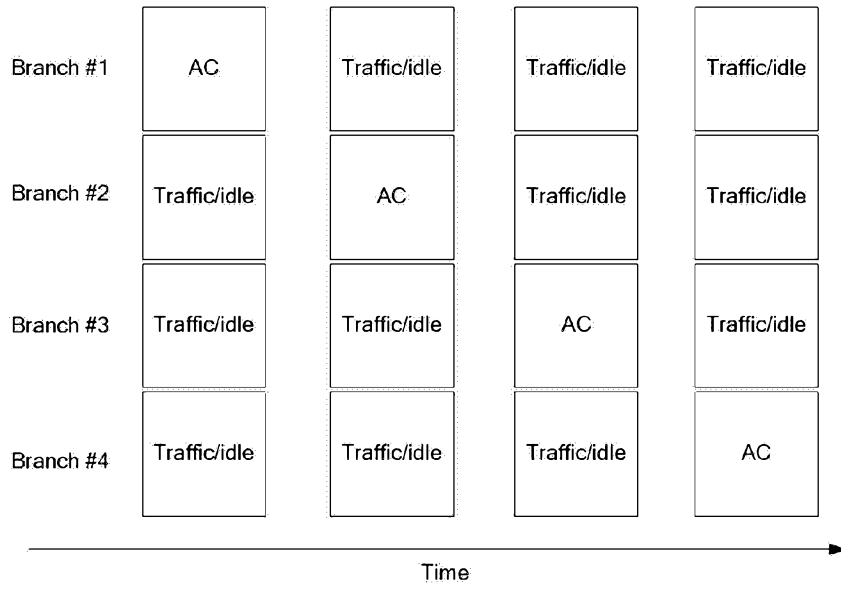 Branch #1 AC Traffic/idle Traffic/idle Traffic/idle
Branch #2 Traffic/idle AC Traffic/idle Traffic/idle
Branch #3 Traffic/idle Traffic/idle AC Traffic/idle
Branch #4 Traffic/idle Traffic/idle Traffic/idle AC
Time